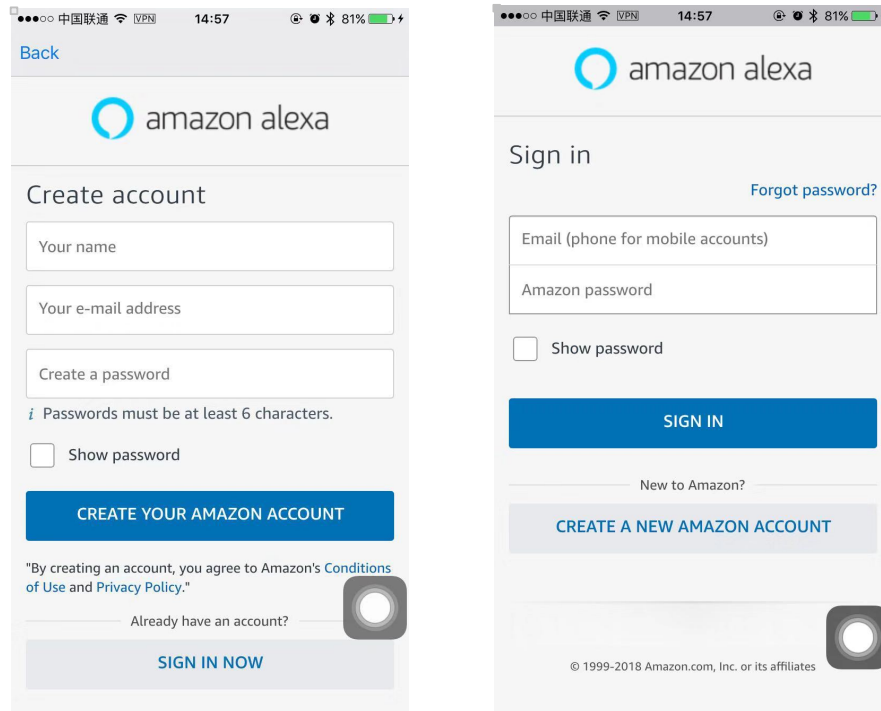 中国联通 VPN 14:57 81%
Back
amazon alexa
Create account
Your name
Your e-mail address
Create a password
i Passwords must be at least 6 characters.
Show password
CREATE YOUR AMAZON ACCOUNT
"By creating an account, you agree to Amazon's Conditions
of Use and Privacy Policy."
Already have an account?
SIGN IN NOW
中国联通 VPN 14:57 81%
amazon alexa
Sign in
Forgot password?
Email (phone for mobile accounts)
Amazon password
Show password
SIGN IN
New to Amazon?
CREATE A NEW AMAZON ACCOUNT
© 1999-2018 Amazon.com, Inc. or its affiliates